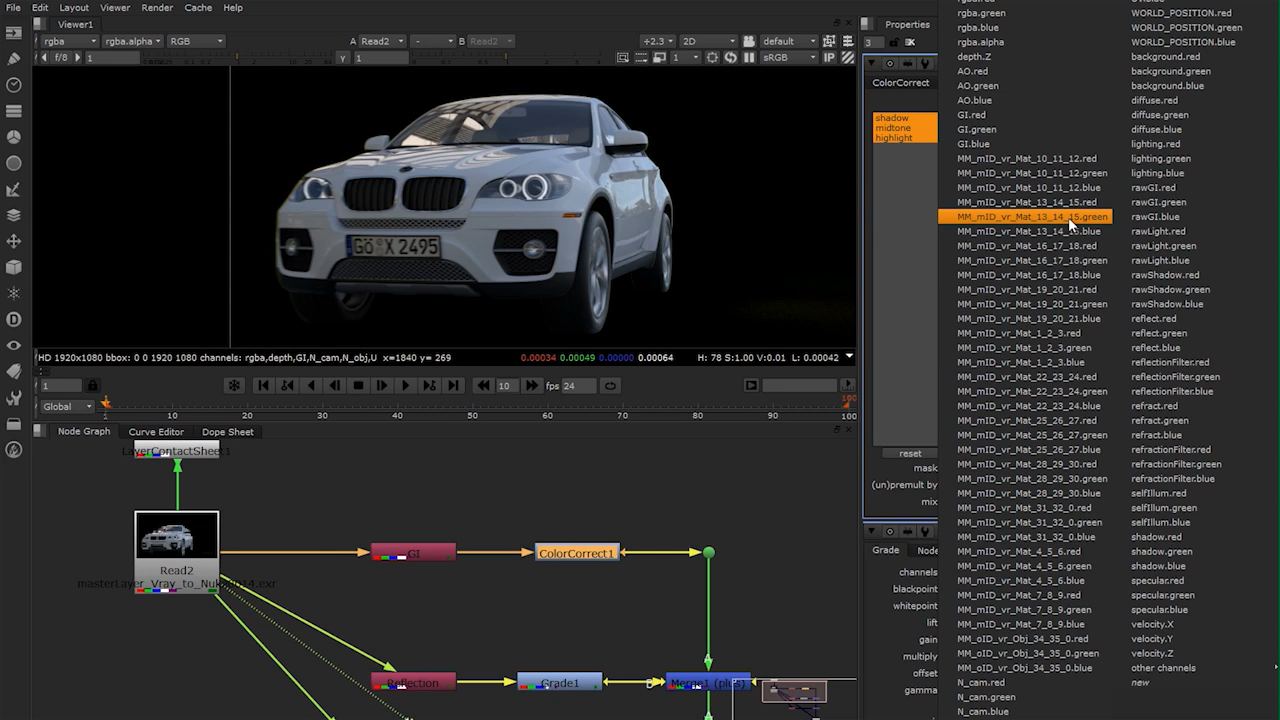 File Edit Layout Viewer Render Cache Help
Viewer1
rgba rgba.alpha RGB A Read2 - B Read2 ÷2.3 2D default
f/8 1 Y 1 1 sRGB IP
HD 1920x1080 bbox: 0 0 1920 1080 channels: rgba,depth,GI,N_cam,N_obj,U x=1840 y= 269 0.00034 0.00049 0.00000 0.00064 H: 78 S:1.00 V:0.01 L: 0.00042
GÖ X 2495
1 10 fps 24
Global 1 10 20 30 40 50 60 70 80 90 100
100
Node Graph Curve Editor Dope Sheet
LayerContactSheet1
Read2
GI
ColorCorrect1
Reflection
Grade1
Merge1 (plus)
Properties
3
ColorCorrect
shadow
midtone
highlight
reset
mask
(un)premult by
mix
Grade Node
channels
blackpoint
whitepoint
lift
gain
multiply
offset
gamma
rgba.green
rgba.blue
rgba.alpha
depth.Z
AO.red
AO.green
AO.blue
GI.red
GI.green
GI.blue
MM_mID_vr_Mat_10_11_12.red
MM_mID_vr_Mat_10_11_12.green
MM_mID_vr_Mat_10_11_12.blue
MM_mID_vr_Mat_13_14_15.red
MM_mID_vr_Mat_13_14_15.green
MM_mID_vr_Mat_13_14_15.blue
MM_mID_vr_Mat_16_17_18.red
MM_mID_vr_Mat_16_17_18.green
MM_mID_vr_Mat_16_17_18.blue
MM_mID_vr_Mat_19_20_21.red
MM_mID_vr_Mat_19_20_21.green
MM_mID_vr_Mat_19_20_21.blue
MM_mID_vr_Mat_1_2_3.red
MM_mID_vr_Mat_1_2_3.green
MM_mID_vr_Mat_1_2_3.blue
MM_mID_vr_Mat_22_23_24.red
MM_mID_vr_Mat_22_23_24.green
MM_mID_vr_Mat_22_23_24.blue
MM_mID_vr_Mat_25_26_27.red
MM_mID_vr_Mat_25_26_27.green
MM_mID_vr_Mat_25_26_27.blue
MM_mID_vr_Mat_28_29_30.red
MM_mID_vr_Mat_28_29_30.green
MM_mID_vr_Mat_28_29_30.blue
MM_mID_vr_Mat_31_32_0.red
MM_mID_vr_Mat_31_32_0.green
MM_mID_vr_Mat_31_32_0.blue
MM_mID_vr_Mat_4_5_6.red
MM_mID_vr_Mat_4_5_6.green
MM_mID_vr_Mat_4_5_6.blue
MM_mID_vr_Mat_7_8_9.red
MM_mID_vr_Mat_7_8_9.green
MM_mID_vr_Mat_7_8_9.blue
MM_oID_vr_Obj_34_35_0.red
MM_oID_vr_Obj_34_35_0.green
MM_oID_vr_Obj_34_35_0.blue
N_cam.red
N_cam.green
N_cam.blue
WORLD_POSITION.red
WORLD_POSITION.green
WORLD_POSITION.blue
background.red
background.green
background.blue
diffuse.red
diffuse.green
diffuse.blue
lighting.red
lighting.green
lighting.blue
rawGI.red
rawGI.green
rawGI.blue
rawLight.red
rawLight.green
rawLight.blue
rawShadow.red
rawShadow.green
rawShadow.blue
reflect.red
reflect.green
reflect.blue
reflectionFilter.red
reflectionFilter.green
reflectionFilter.blue
refract.red
refract.green
refract.blue
refractionFilter.red
refractionFilter.green
refractionFilter.blue
selfIllum.red
selfIllum.green
selfIllum.blue
shadow.red
shadow.green
shadow.blue
specular.red
specular.green
specular.blue
velocity.X
velocity.Y
velocity.Z
other channels
new